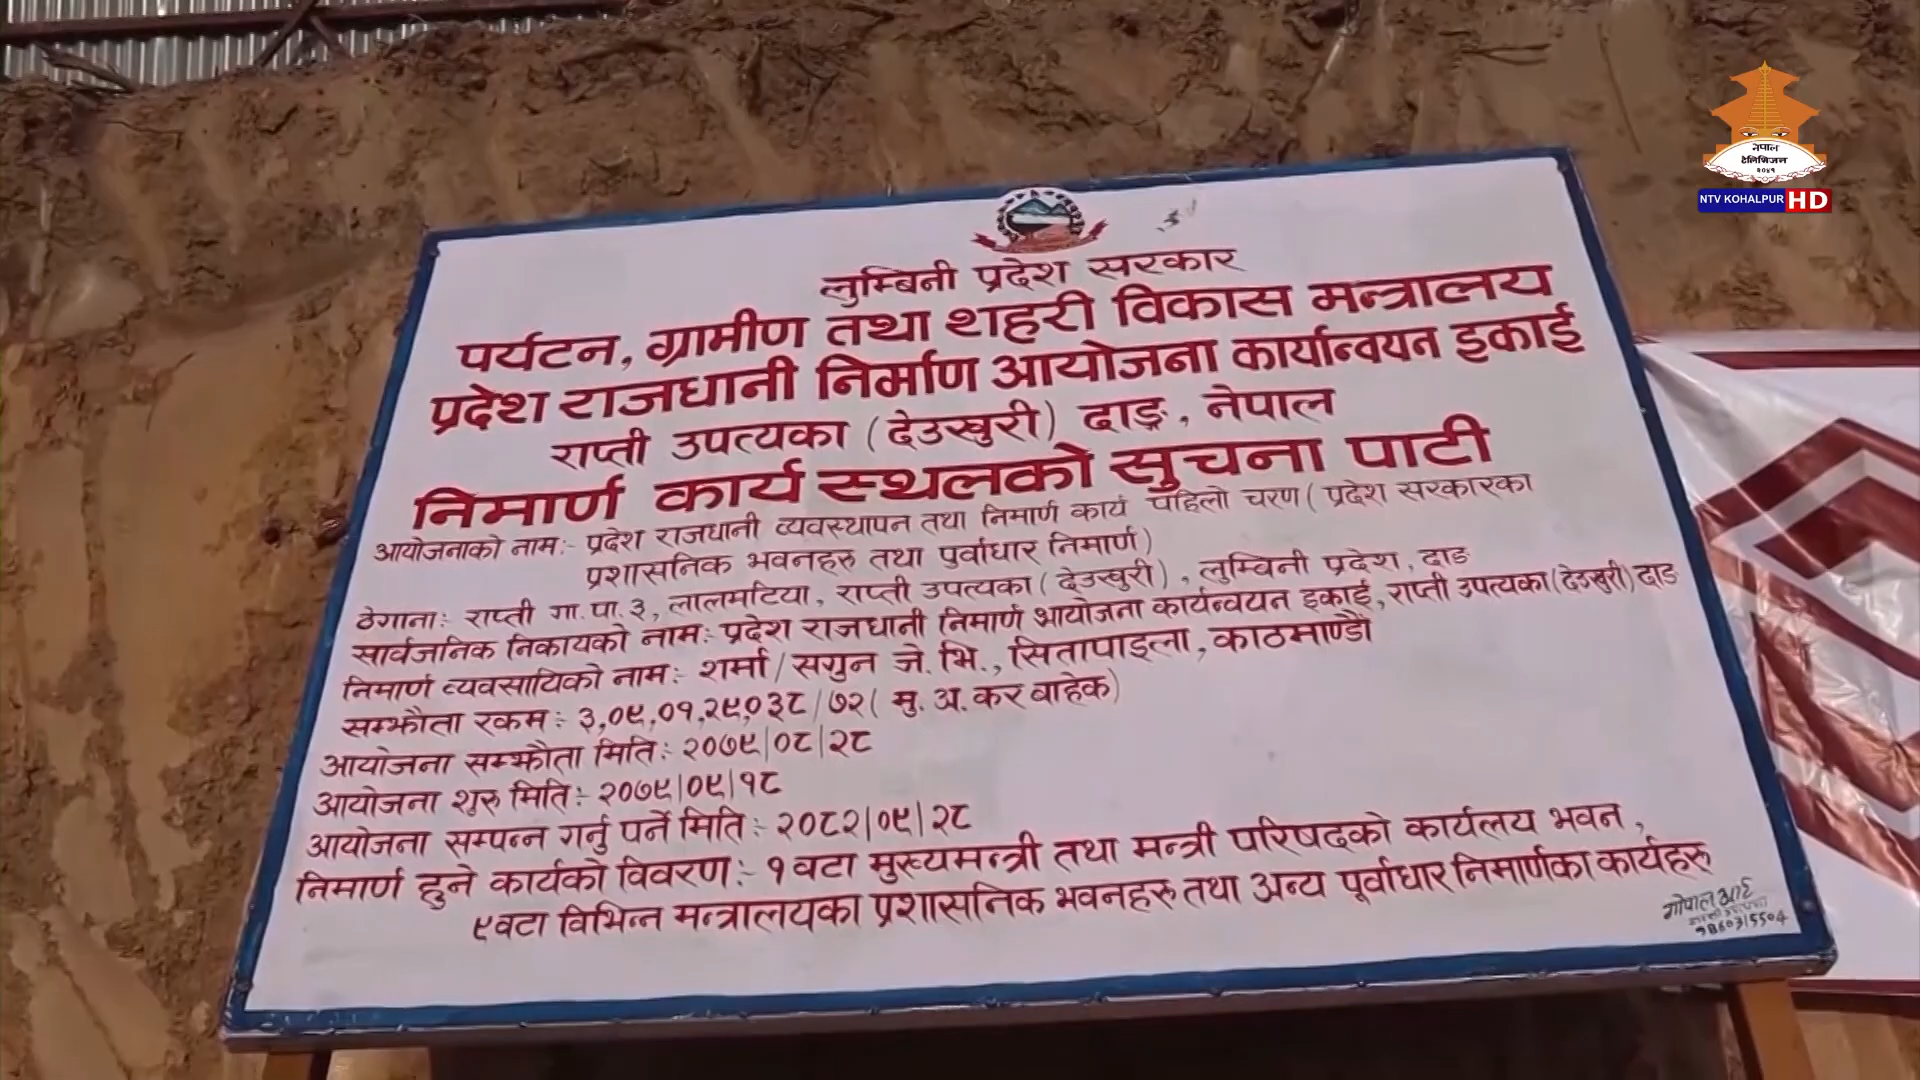 नेपाल
टेलिभिजन
२०४१
NTV KOHALPUR HD
लुम्बिनी प्रदेश सरकार
पर्यटन, ग्रामीण तथा शहरी विकास मन्त्रालय
प्रदेश राजधानी निर्माण आयोजना कार्यान्वयन इकाई
राप्ती उपत्यका (देउखुरी) दाङ, नेपाल
निमार्ण कार्य स्थलको सुचना पाटी
आयोजनाको नाम:- प्रदेश राजधानी व्यवस्थापन तथा निमार्ण कार्य पहिलो चरण ( प्रदेश सरकारका
प्रशासनिक भवनहरु तथा पुर्वाधार निमार्ण)
ठेगाना: राप्ती गा.पा.३, लालमटिया, राप्ती उपत्यका ( देउखुरी) , लुम्बिनी प्रदेश, दाङ
सार्वजनिक निकायको नाम:- प्रदेश राजधानी निमार्ण आयोजना कार्यन्वयन इकाई, राप्ती उपत्यका (देउखुरी) दाङ
निमार्ण व्यवसायिको नाम:- शर्मा/सगुन जे.भि., सितापाइला, काठमाण्डौ
सम्झौता रकम:- ३,०९,०१,२९,०३८/७२( मु. अ. कर बाहेक)
आयोजना सम्झौता मिति:- २०७९|०८|२८
आयोजना शुरु मिति:- २०७९|०९|१८
आयोजना सम्पन्न गर्नु पर्ने मिति:- २०८२|०९|२८
निमार्ण हुने कार्यको विवरण:- १ वटा मुख्यमन्त्री तथा मन्त्री परिषदको कार्यलय भवन,
९वटा विभिन्न मन्त्रालयका प्रशासनिक भवनहरु तथा अन्य पूर्वाधार निमार्णका कार्यहरु
गोपाल आर्ट